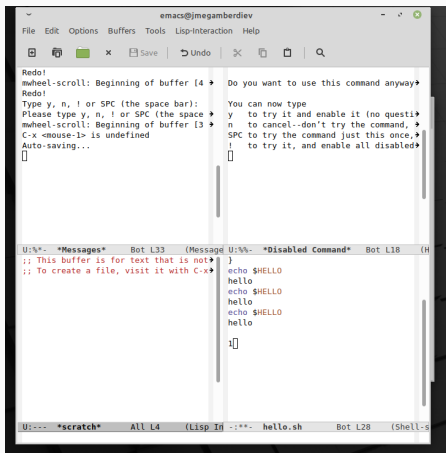 emacs@jmegamberdiev
File Edit Options Buffers Tools Lisp-Interaction Help
Save Undo
Redo!
mwheel-scroll: Beginning of buffer [4
Redo!
Type y, n, ! or SPC (the space bar):
Please type y, n, ! or SPC (the space
mwheel-scroll: Beginning of buffer [3
C-x <mouse-1> is undefined
Auto-saving...
U:%*- *Messages* Bot L33 (Message
Do you want to use this command anyway
You can now type
y to try it and enable it (no questi
n to cancel--don't try the command,
SPC to try the command just this once,
! to try it, and enable all disabled
U:%%- *Disabled Command* Bot L18 (H
;; This buffer is for text that is not
;; To create a file, visit it with C-x
U:--- *scratch* All L4 (Lisp In
}
echo $HELLO
hello
echo $HELLO
hello
echo $HELLO
hello
1
-:**- hello.sh Bot L28 (Shell-s